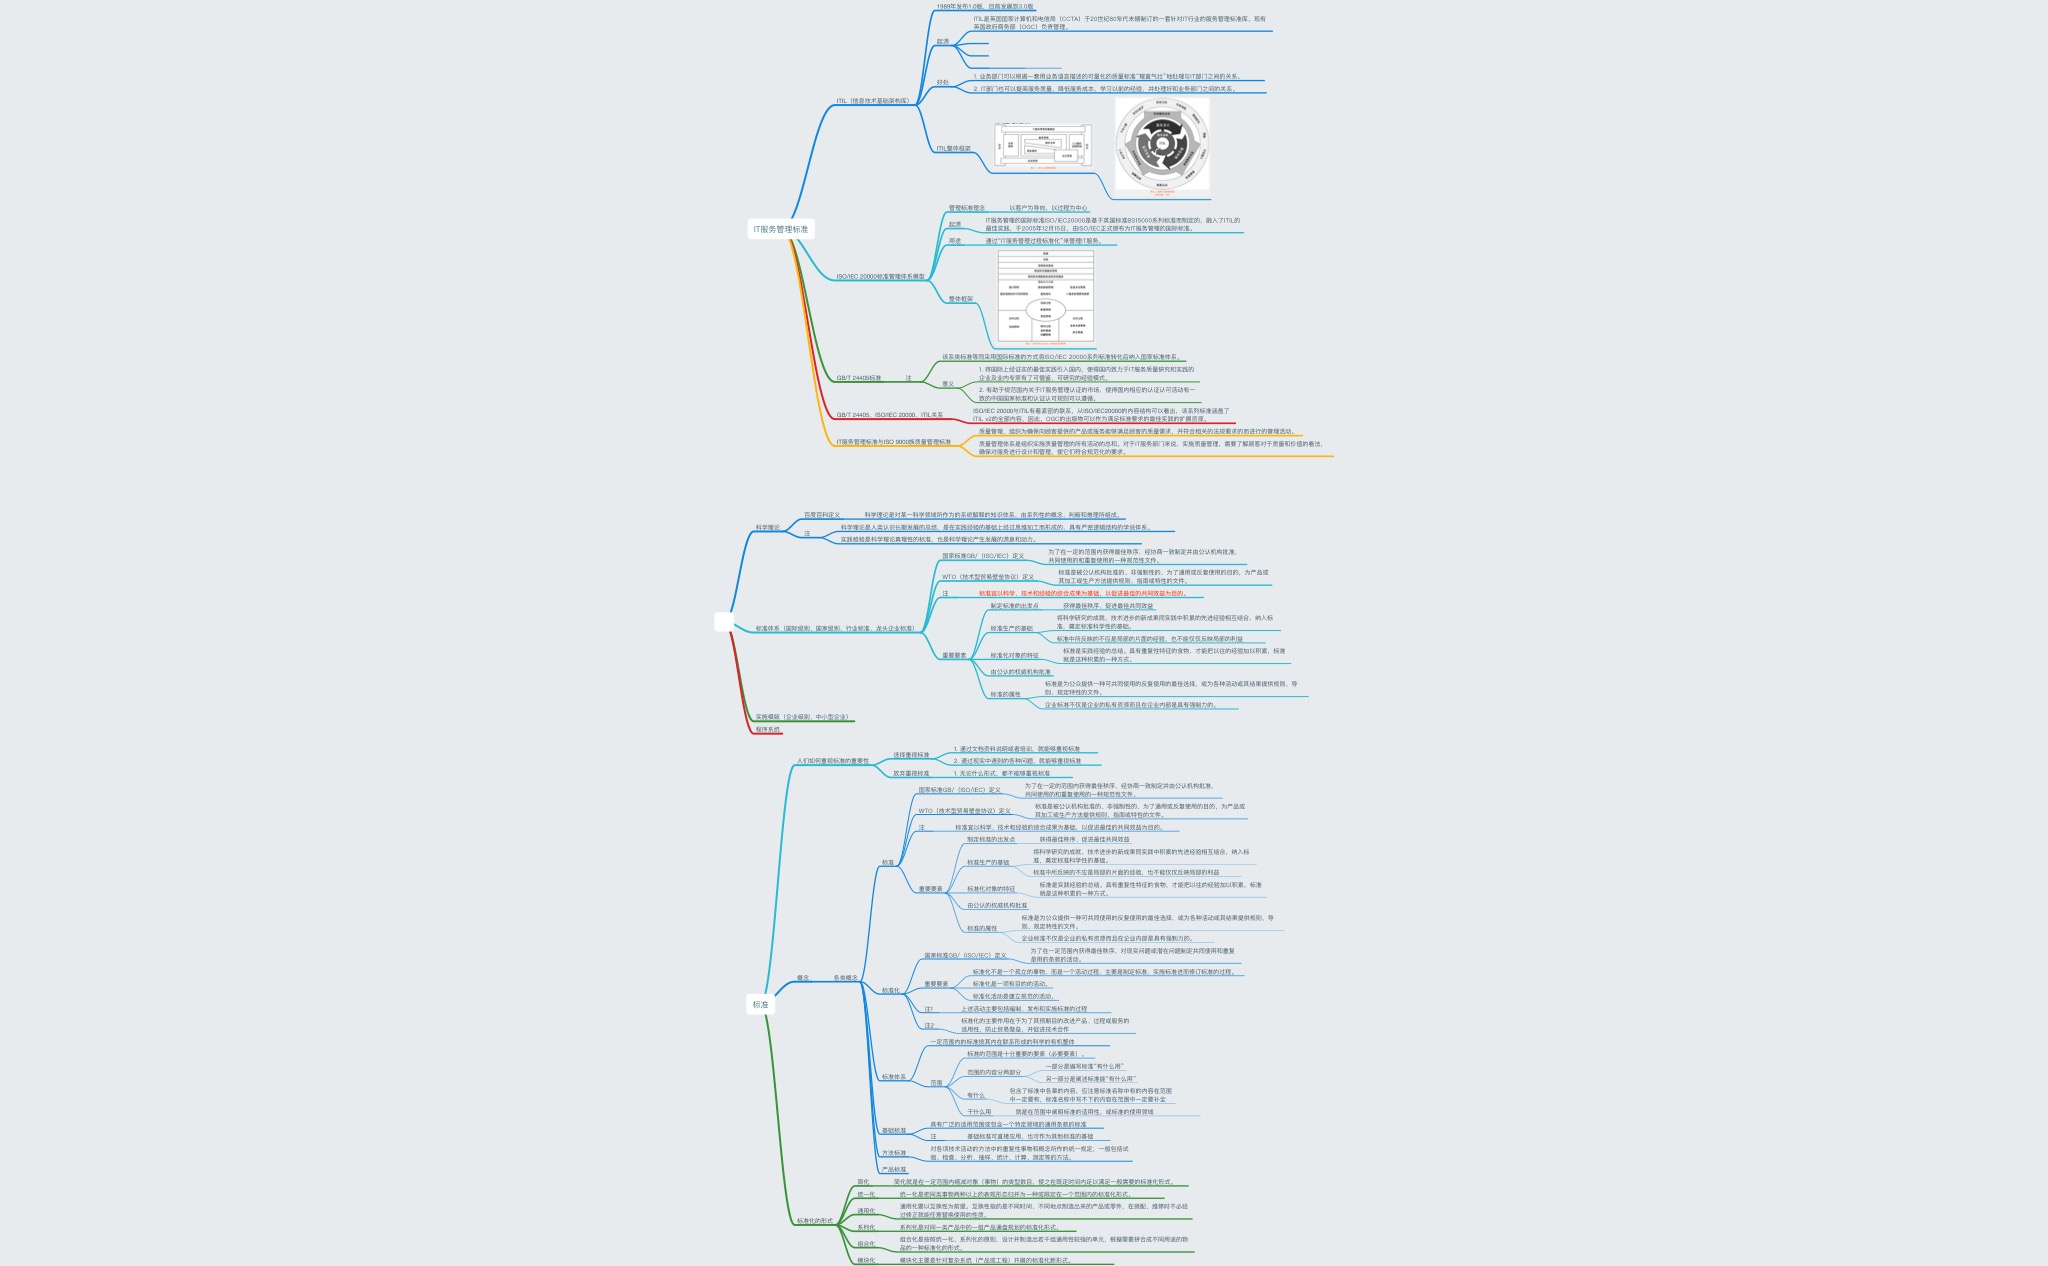 1989年发布1.0版，目前发展到3.0版
ITIL是英国国家计算机和电信局（CCTA）于20世纪80年代末期制订的一套针对IT行业的服务管理标准库，现有
英国政府商务部（OGC）负责管理。
起源
好处
1. 业务部门可以根据一套用业务语言描述的可量化的质量标准“理直气壮”地处理与IT部门之间的关系。
2. IT部门也可以提高服务质量，降低服务成本，学习以前的经验，并处理好和业务部门之间的关系。
ITIL（信息技术基础架构库）
ITIL整体框架
IT服务管理标准
管理标准理念
以客户为导向，以过程为中心
起源
IT服务管理的国际标准ISO/IEC20000是基于英国标准BS15000系列标准而制定的，融入了ITIL的
最佳实践，于2005年12月15日，由ISO/IEC正式颁布为IT服务管理的国际标准。
用途
通过“IT服务管理过程标准化”来管理IT服务。
ISO/IEC 20000标准管理体系模型
整体框架
该系类标准等同采用国际标准的方式将ISO/IEC 20000系列标准转化后纳入国家标准体系。
GB/T 24405标准
注
意义
1. 将国际上经证实的最佳实践引入国内，使得国内致力于IT服务质量研究和实践的
企业及业内专家有了可借鉴、可研究的经验模式。
2. 有助于规范国内关于IT服务管理认证的市场，使得国内相应的认证认可活动有一
致的中国国家标准和认证认可规则可以遵循。
GB/T 24405、ISO/IEC 20000、ITIL关系
ISO/IEC 20000与ITIL有着紧密的联系，从ISO/IEC20000的内容结构可以看出，该系列标准涵盖了
ITIL v2的全部内容，因此，OGC的出版物可以作为满足标准要求的最佳实践的扩展资源。
IT服务管理标准与ISO 9000族质量管理标准
质量管理，组织为确保向顾客提供的产品或服务能够满足顾客的质量需求，并符合相关的法规要求的而进行的管理活动。
质量管理体系是组织实施质量管理的所有活动的总和。对于IT服务部门来说，实施质量管理，需要了解顾客对于质量和价值的看法，
确保对服务进行设计和管理，使它们符合规范化的要求。
科学理论
百度百科定义
科学理论是对某一科学领域所作为的系统解释的知识体系。由系列性的概念、判断和推理所组成。
注
科学理论是人类认识长期发展的总结，是在实践经验的基础上经过思维加工而形成的，具有严密逻辑结构的学说体系。
实践检验是科学理论真理性的标准，也是科学理论产生发展的源泉和动力。
国家标准GB/（ISO/IEC）定义
为了在一定的范围内获得最佳秩序，经协商一致制定并由公认机构批准，
共同使用的和重复使用的一种规范性文件。
WTO（技术型贸易壁垒协议）定义
标准是被公认机构批准的、非强制性的、为了通用或反复使用的目的，为产品或
其加工或生产方法提供规则、指南或特性的文件。
注
标准宜以科学、技术和经验的综合成果为基础，以促进最佳的共同效益为目的。
标准体系（国际级别、国家级别、行业标准、龙头企业标准）
重要要素
制定标准的出发点
获得最佳秩序，促进最佳共同效益
标准生产的基础
将科学研究的成就、技术进步的新成果同实践中积累的先进经验相互结合，纳入标
准，奠定标准科学性的基础。
标准中所反映的不应是局部的片面的经验，也不能仅仅反映局部的利益
标准化对象的特征
标准是实践经验的总结。具有重复性特征的食物，才能把以往的经验加以积累，标准
就是这种积累的一种方式。
由公认的权威机构批准
标准的属性
标准是为公众提供一种可共同使用的反复使用的最佳选择，或为各种活动或其结果提供规则、导
则、规定特性的文件。
企业标准不仅是企业的私有资源而且在企业内部是具有强制力的。
实施模版（企业级别、中小型企业）
程序系统
人们如何重视标准的重要性
选择重视标准
1. 通过文档资料说明或者培训，就能够重视标准
2. 通过现实中遇到的各种问题，就能够重视标准
放弃重视标准
1. 无论什么形式，都不能够重视标准
标准
概念
各类概念
标准
国家标准GB/（ISO/IEC）定义
为了在一定的范围内获得最佳秩序，经协商一致制定并由公认机构批准，
共同使用的和重复使用的一种规范性文件。
WTO（技术型贸易壁垒协议）定义
标准是被公认机构批准的、非强制性的、为了通用或反复使用的目的，为产品或
其加工或生产方法提供规则、指南或特性的文件。
注
标准宜以科学、技术和经验的综合成果为基础，以促进最佳的共同效益为目的。
重要要素
制定标准的出发点
获得最佳秩序，促进最佳共同效益
标准生产的基础
将科学研究的成就、技术进步的新成果同实践中积累的先进经验相互结合，纳入标
准，奠定标准科学性的基础。
标准中所反映的不应是局部的片面的经验，也不能仅仅反映局部的利益
标准化对象的特征
标准是实践经验的总结。具有重复性特征的食物，才能把以往的经验加以积累，标准
就是这种积累的一种方式。
由公认的权威机构批准
标准的属性
标准是为公众提供一种可共同使用的反复使用的最佳选择，或为各种活动或其结果提供规则、导
则、规定特性的文件。
企业标准不仅是企业的私有资源而且在企业内部是具有强制力的。
标准化
国家标准GB/（ISO/IEC）定义
为了在一定范围内获得最佳秩序，对现实问题或潜在问题制定共同使用和重复
是用的条款的活动。
重要要素
标准化不是一个孤立的事物，而是一个活动过程，主要是制定标准、实施标准进而修订标准的过程。
标准化是一项有目的的活动。
标准化活动是建立规范的活动。
注1
上述活动主要包括编制、发布和实施标准的过程
注2
标准化的主要作用在于为了其预期目的改进产品、过程或服务的
适用性，防止贸易壁垒，并促进技术合作
标准体系
一定范围内的标准按其内在联系形成的科学的有机整体
范围
标准的范围是十分重要的要素（必要要素）。
范围的内容分两部分
一部分是编写标准“有什么用”
另一部分是阐述标准能“有什么用”
有什么
包含了标准中各章的内容，应注意标准名称中有的内容在范围
中一定要有，标准名称中写不下的内容在范围中一定要补全
干什么用
就是在范围中阐明标准的适用性，或标准的使用领域
基础标准
具有广泛的适用范围或包含一个特定领域的通用条款的标准
注
基础标准可直接应用，也可作为其他标准的基础
方法标准
对各项技术活动的方法中的重复性事物和概念所作的统一规定，一般包括试
验、检查、分析、抽样、统计、计算、测定等的方法。
产品标准
标准化的形式
简化
简化就是在一定范围内缩减对象（事物）的类型数目，使之在既定时间内足以满足一般需要的标准化形式。
统一化
统一化是把同类事物两种以上的表现形态归并为一种或限定在一个范围内的标准化形式。
通用化
通用化要以互换性为前提。互换性指的是不同时间、不同地点制造出来的产品或零件，在装配、维修时不必经
过修正就能任意替换使用的性质。
系列化
系列化是对同一类产品中的一组产品通盘规划的标准化形式。
组合化
组合化是按照统一化、系列化的原则，设计并制造出若干组通用性较强的单元，根据需要拼合成不同用途的物
品的一种标准化的形式。
模块化
模块化主要是针对复杂系统（产品或工程）开展的标准化新形式。